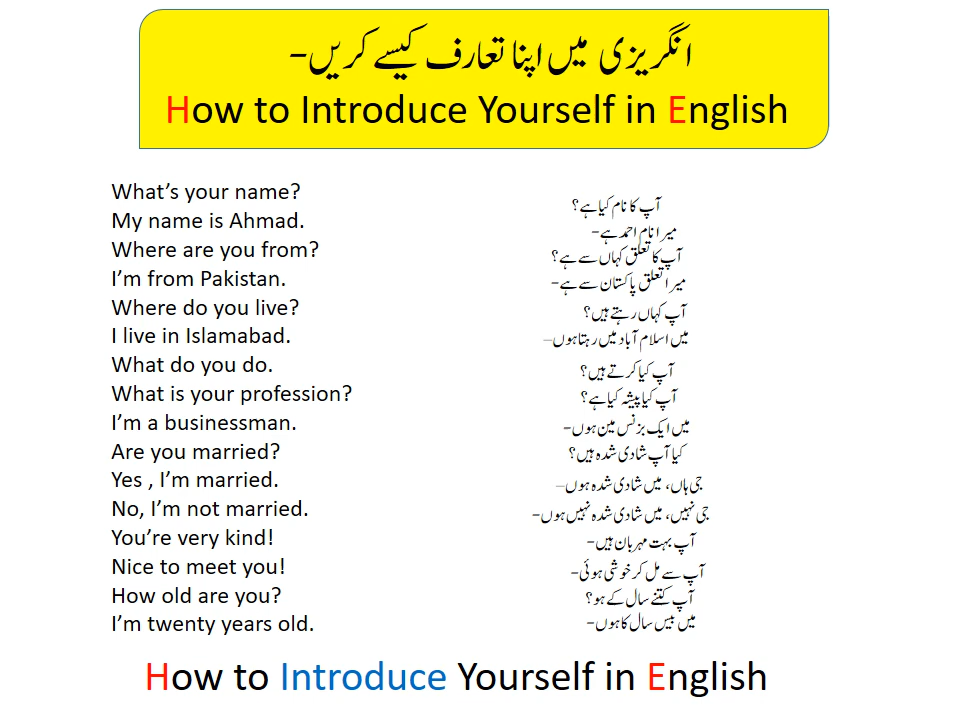 انگریزی میں اپنا تعارف کیسے کریں-
How to Introduce Yourself in English
What’s your name?
آپ کا نام کیا ہے؟
My name is Ahmad.
میرا نام احمد ہے-
Where are you from?
آپ کا تعلق کہاں سے ہے؟
I’m from Pakistan.
میرا تعلق پاکستان سے ہے-
Where do you live?
آپ کہاں رہتے ہیں؟
I live in Islamabad.
میں اسلام آباد میں رہتا ہوں–
What do you do.
آپ کیا کرتے ہیں؟
What is your profession?
آپ کیا پیشہ کیا ہے؟
I’m a businessman.
میں ایک بزنس مین ہوں-
Are you married?
کیا آپ شادی شدہ ہیں؟
Yes , I’m married.
جی ہاں، میں شادی شدہ ہوں–
No, I’m not married.
جی نہیں، میں شادی شدہ نہیں ہوں-
You’re very kind!
آپ بہت مہربان ہیں-
Nice to meet you!
آپ سے مل کر خوشی ہوئی-
How old are you?
آپ کتنے سال کے ہو؟
I’m twenty years old.
میں بیس سال کا ہوں-
How to Introduce Yourself in English